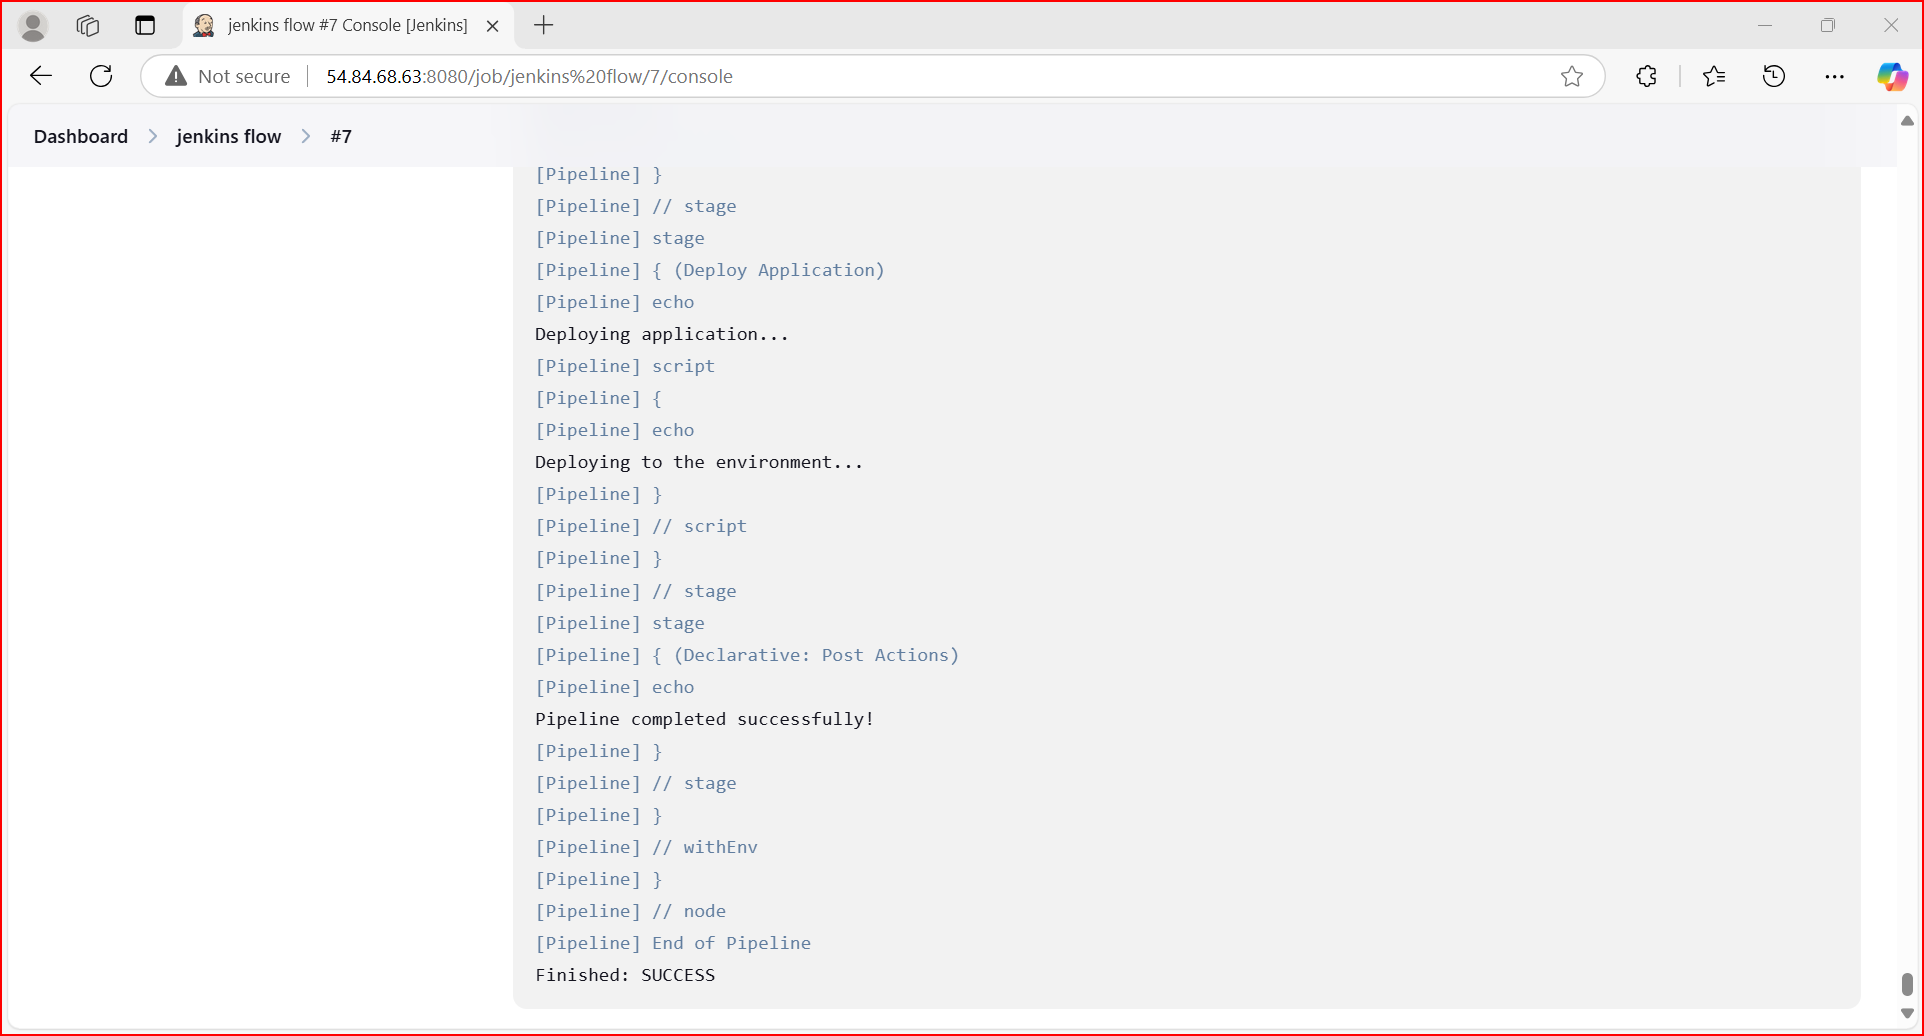 jenkins flow #7 Console [Jenkins]
Not secure
54.84.68.63:8080/job/jenkins%20flow/7/console
Dashboard > jenkins flow > #7
[Pipeline] }
[Pipeline] // stage
[Pipeline] stage
[Pipeline] { (Deploy Application)
[Pipeline] echo
Deploying application...
[Pipeline] script
[Pipeline] {
[Pipeline] echo
Deploying to the environment...
[Pipeline] }
[Pipeline] // script
[Pipeline] }
[Pipeline] // stage
[Pipeline] stage
[Pipeline] { (Declarative: Post Actions)
[Pipeline] echo
Pipeline completed successfully!
[Pipeline] }
[Pipeline] // stage
[Pipeline] }
[Pipeline] // withEnv
[Pipeline] }
[Pipeline] // node
[Pipeline] End of Pipeline
Finished: SUCCESS